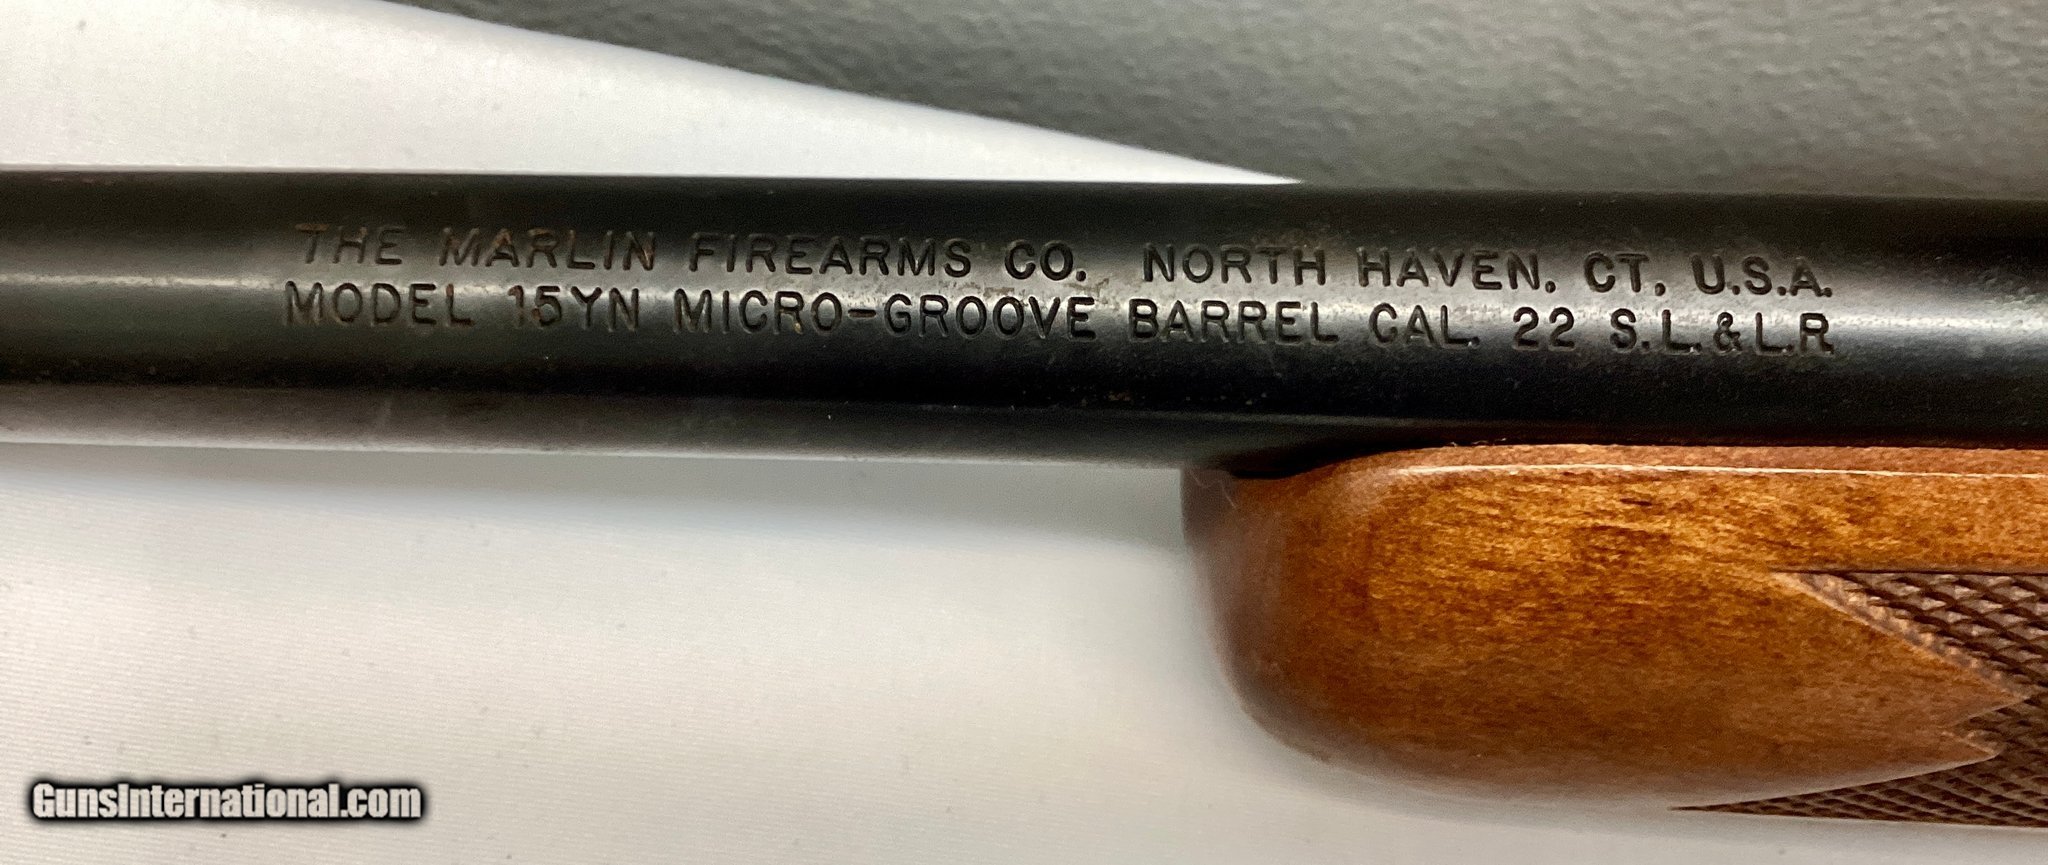 THE MARLIN FIREARMS CO. NORTH HAVEN, CT, U.S.A.
MODEL 15YN MICRO-GROOVE BARREL CAL. 22 S.L.&L.R
GunsInternational.com